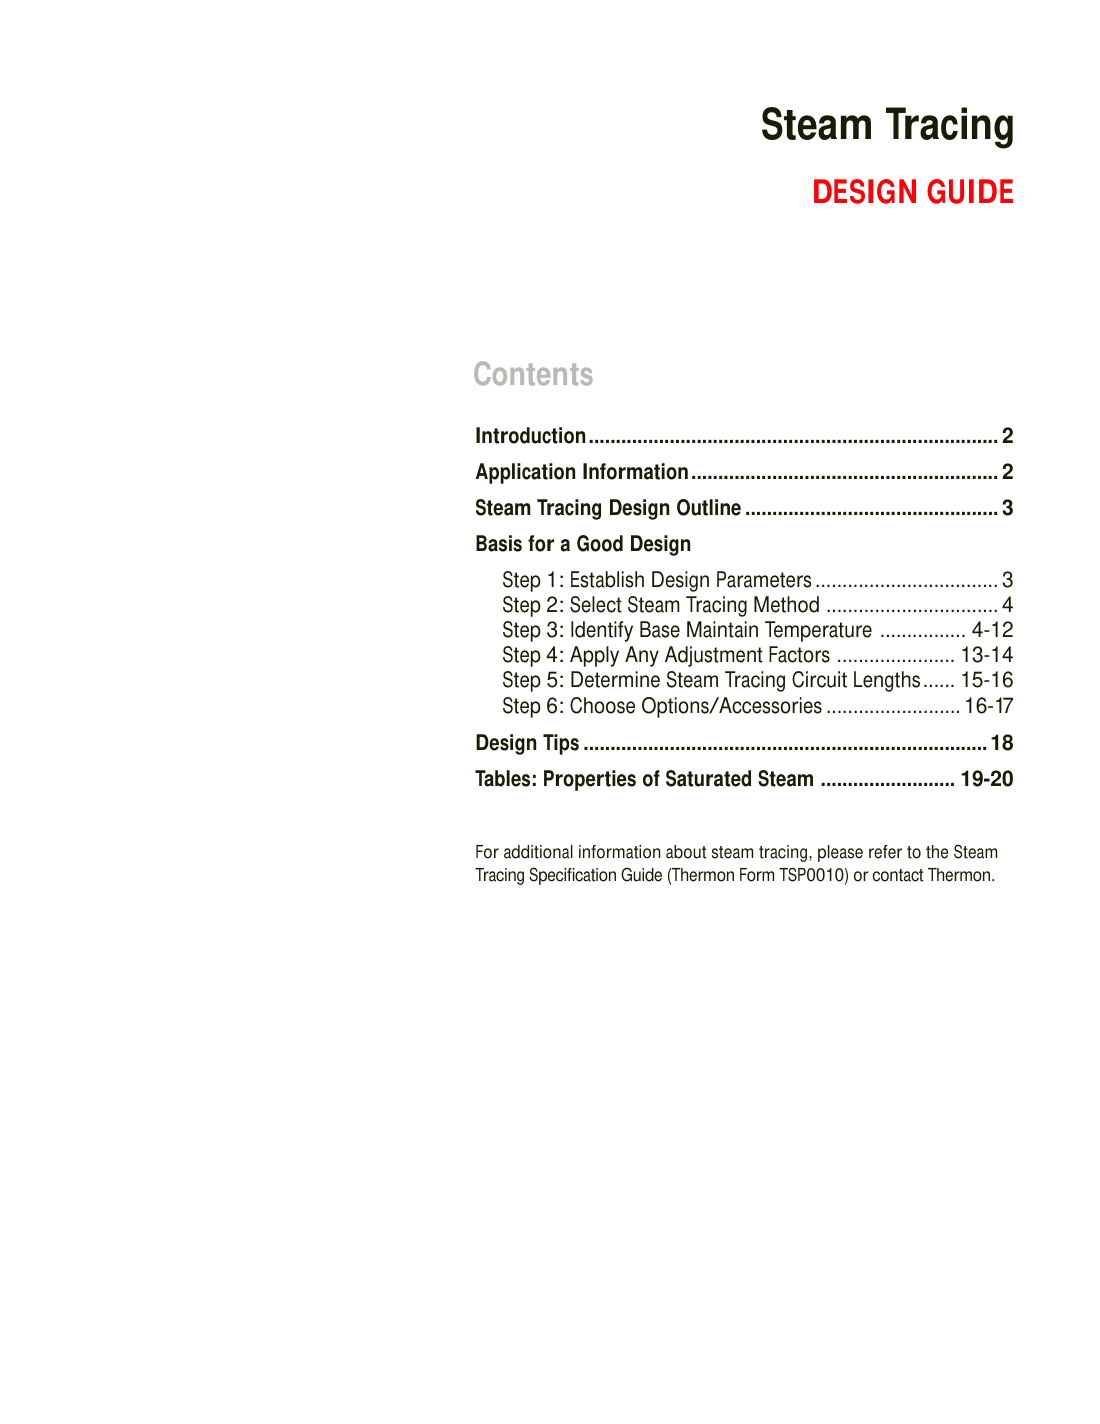 Steam Tracing
DESIGN GUIDE
Contents
Introduction............................................................................ 2
Application Information......................................................... 2
Steam Tracing Design Outline ............................................... 3
Basis for a Good Design
Step 1: Establish Design Parameters.................................. 3
Step 2: Select Steam Tracing Method ................................ 4
Step 3: Identify Base Maintain Temperature ................ 4-12
Step 4: Apply Any Adjustment Factors ...................... 13-14
Step 5: Determine Steam Tracing Circuit Lengths...... 15-16
Step 6: Choose Options/Accessories ......................... 16-17
Design Tips ........................................................................... 18
Tables: Properties of Saturated Steam ......................... 19-20
For additional information about steam tracing, please refer to the Steam
Tracing Specification Guide (Thermon Form TSP0010) or contact Thermon.